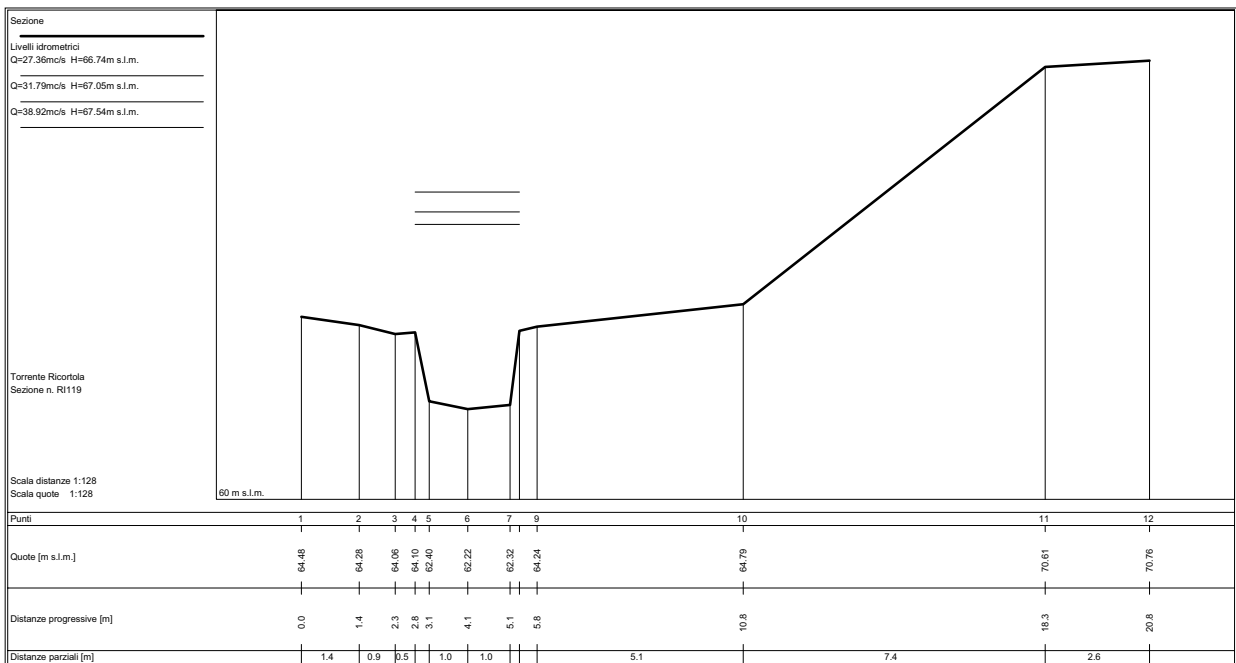 Sezione
Livelli idrometrici
Q=27.36mc/s H=66.74m s.l.m.
Q=31.79mc/s H=67.05m s.l.m.
Q=38.92mc/s H=67.54m s.l.m.
Torrente Ricortola
Sezione n. RI119
Scala distanze 1:128
Scala quote 1:128
60 m s.l.m.
Punti 1 2 3 4 5 6 7 9 10 11 12
Quote [m s.l.m.] 64.48 64.28 64.06 64.10 62.40 62.22 62.32 64.24 64.79 70.61 70.76
Distanze progressive [m] 0.0 1.4 2.3 2.8 3.1 4.1 5.1 5.8 10.8 18.3 20.8
Distanze parziali [m] 1.4 0.9 0.5 1.0 1.0 5.1 7.4 2.6